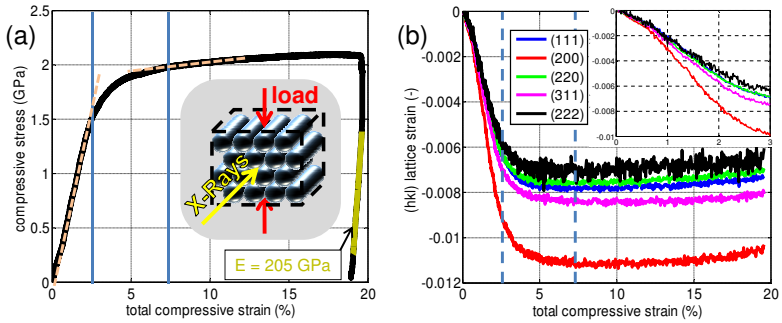 (a)
compressive stress (GPa)
2.5
2
1.5
1
0.5
0
load
X-Rays
E = 205 GPa
0 5 10 15 20
total compressive strain (%)
(b)
(hkl) lattice strain (-)
0
-0.002
-0.004
-0.006
-0.008
-0.01
-0.012
(111)
(200)
(220)
(311)
(222)
0
-0.002
-0.004
-0.006
-0.008
-0.01
0 1 2 3
0 5 10 15 20
total compressive strain (%)